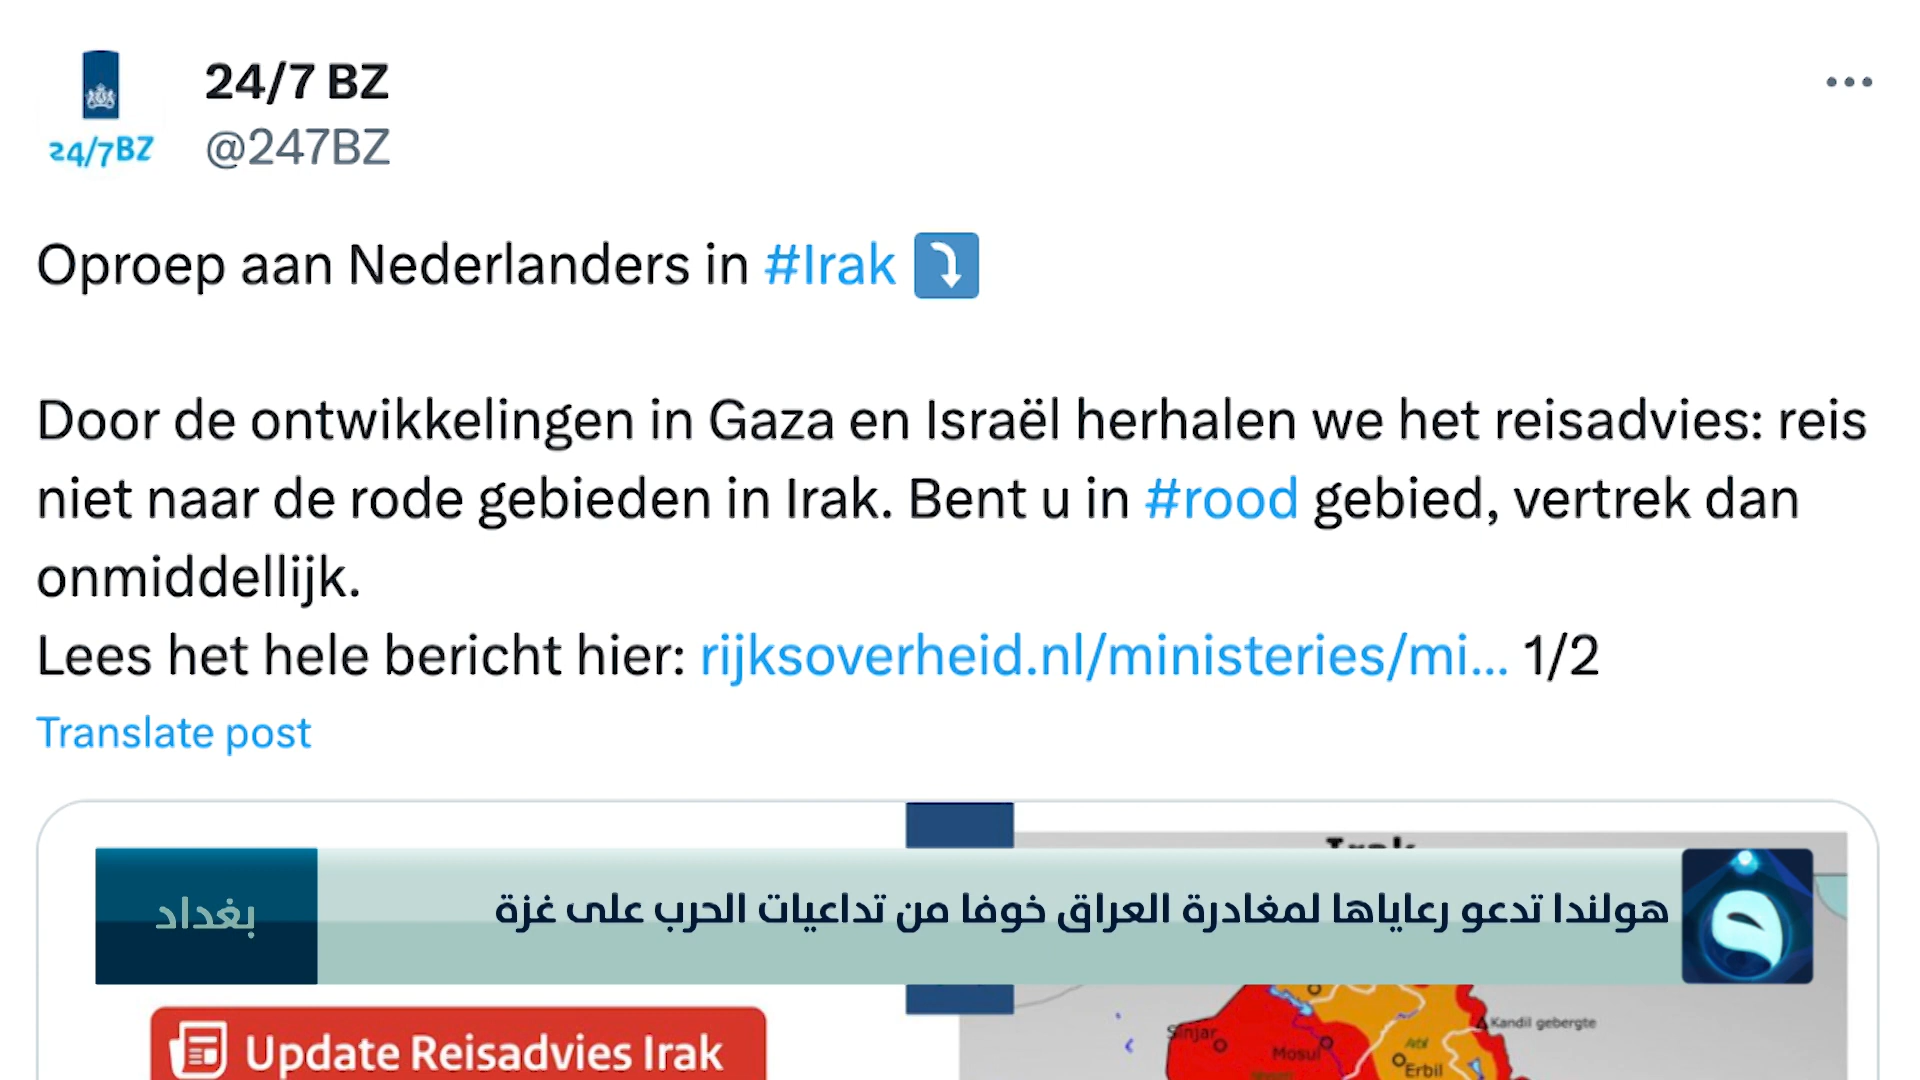 24/7 BZ
@247BZ
24/7BZ
Oproep aan Nederlanders in #Irak
Door de ontwikkelingen in Gaza en Israël herhalen we het reisadvies: reis
niet naar de rode gebieden in Irak. Bent u in #rood gebied, vertrek dan
onmiddellijk.
Lees het hele bericht hier: rijksoverheid.nl/ministeries/mi... 1/2
Translate post
Irak
هولندا تدعو رعاياها لمغادرة العراق خوفا من تداعيات الحرب على غزة
بغداد
Update Reisadvies Irak
Sinjar
Mosul
Kandil gebergte
Erbil